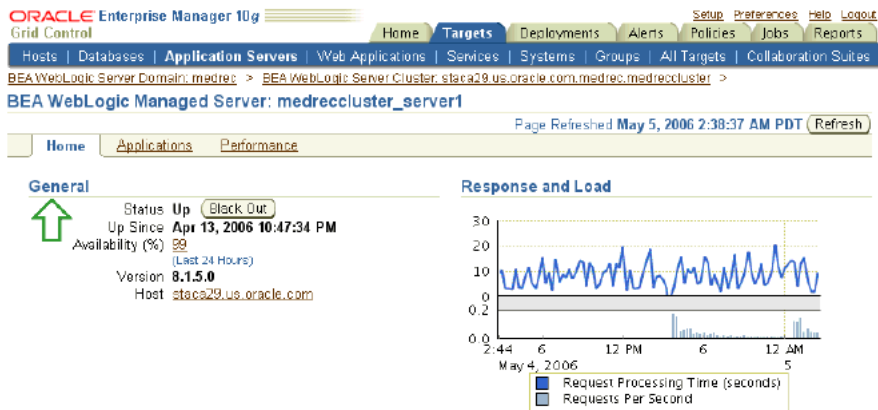 ORACLE Enterprise Manager 10g
Grid Control
Setup Preferences Help Logout
Home Targets Deployments Alerts Policies Jobs Reports
Hosts | Databases | Application Servers | Web Applications | Services | Systems | Groups | All Targets | Collaboration Suites
BEA WebLogic Server Domain: medrec > BEA WebLogic Server Cluster: staca29.us.oracle.com.medrec.medreccluster >
BEA WebLogic Managed Server: medreccluster_server1
Page Refreshed May 5, 2006 2:38:37 AM PDT Refresh
Home Applications Performance
General
Status Up Black Out
Up Since Apr 13, 2006 10:47:34 PM
Availability (%) 99
(Last 24 Hours)
Version 8.1.5.0
Host staca29.us.oracle.com
Response and Load
30
20
10
0
0.2
0.0
2:44 6 12 PM 6 12 AM
May 4, 2006 5
Request Processing Time (seconds)
Requests Per Second